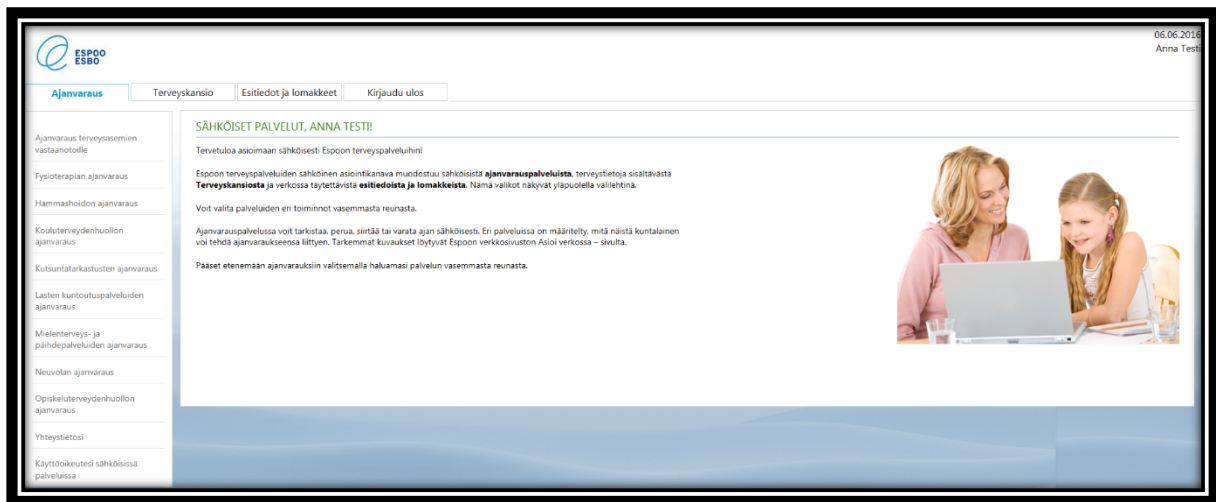 ESPOO
ESBO
06.06.2016
Anna Testi
Ajanvaraus
Terveyskansio
Esitiedot ja lomakkeet
Kirjaudu ulos
Ajanvaraus terveysasemien
vastaanotoille
Fysioterapian ajanvaraus
Hammashoidon ajanvaraus
Kouluterveydenhuollon
ajanvaraus
Kutsuntatarkastusten ajanvaraus
Lasten kuntoutuspalveluiden
ajanvaraus
Mielenterveys- ja
päihdepalveluiden ajanvaraus
Neuvolan ajanvaraus
Opiskeluterveydenhuollon
ajanvaraus
Yhteystietosi
Käyttöoikeutesi sähköisissä
palveluissa
SÄHKÖISET PALVELUT, ANNA TESTI!
Tervetuloa asioimaan sähköisesti Espoon terveyspalveluihin!
Espoon terveyspalveluiden sähköinen asiointikanava muodostuu sähköisistä ajanvarauspalveluista, terveystietoja sisältävästä
Terveyskansiosta ja verkossa täytettävistä esitiedoista ja lomakkeista. Nämä valikot näkyvät yläpuolella välilehtinä.
Voit valita palveluiden eri toiminnot vasemmasta reunasta.
Ajanvarauspalvelussa voit tarkistaa, perua, siirtää tai varata ajan sähköisesti. Eri palveluissa on määritelty, mitä näistä kuntalainen
voi tehdä ajanvaraukseensa liittyen. Tarkemmat kuvaukset löytyvät Espoon verkkosivuston Asioi verkossa – sivulta.
Pääset etenemään ajanvarauksiin valitsemalla haluamasi palvelun vasemmasta reunasta.